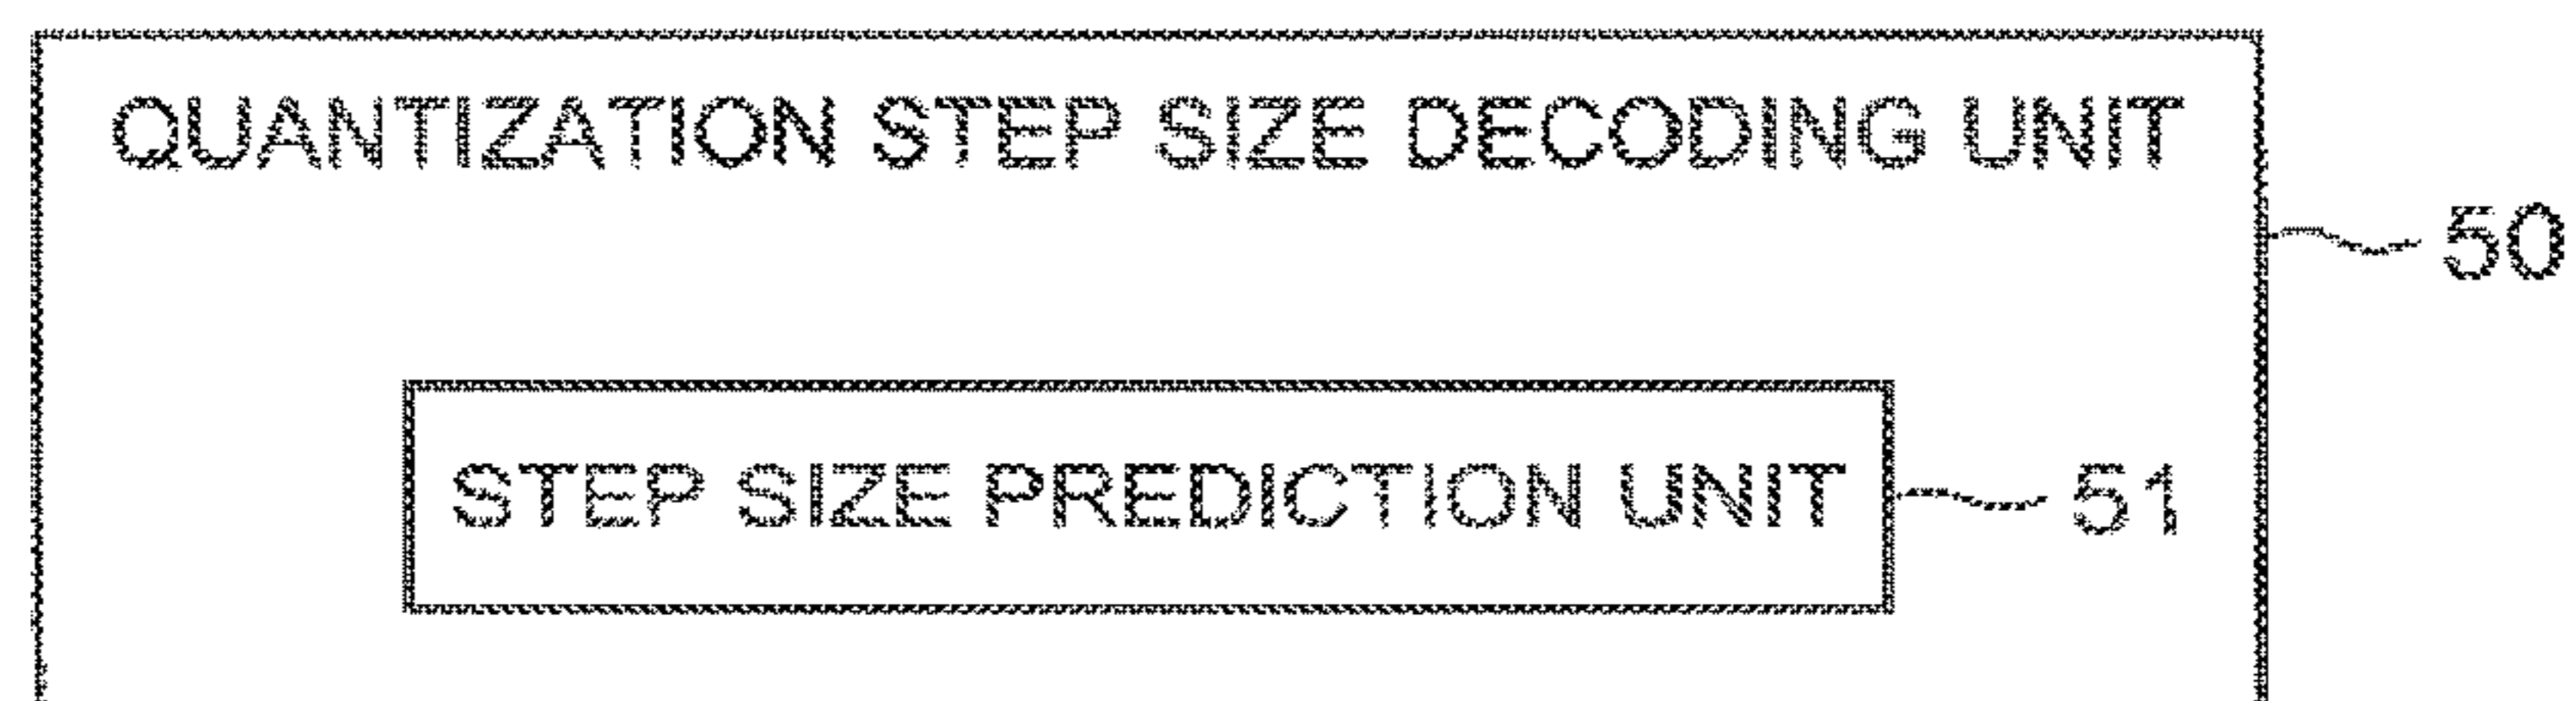 QUANTIZATION STEP SIZE DECODING UNIT
50
STEP SIZE PREDICTION UNIT
51